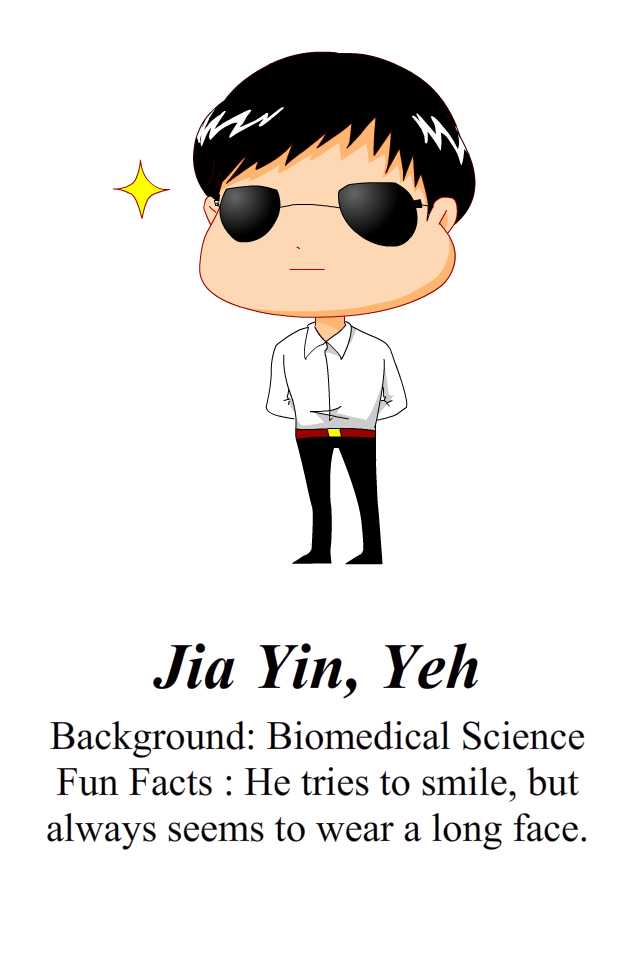 Jia Yin, Yeh
Background: Biomedical Science
Fun Facts : He tries to smile, but
always seems to wear a long face.